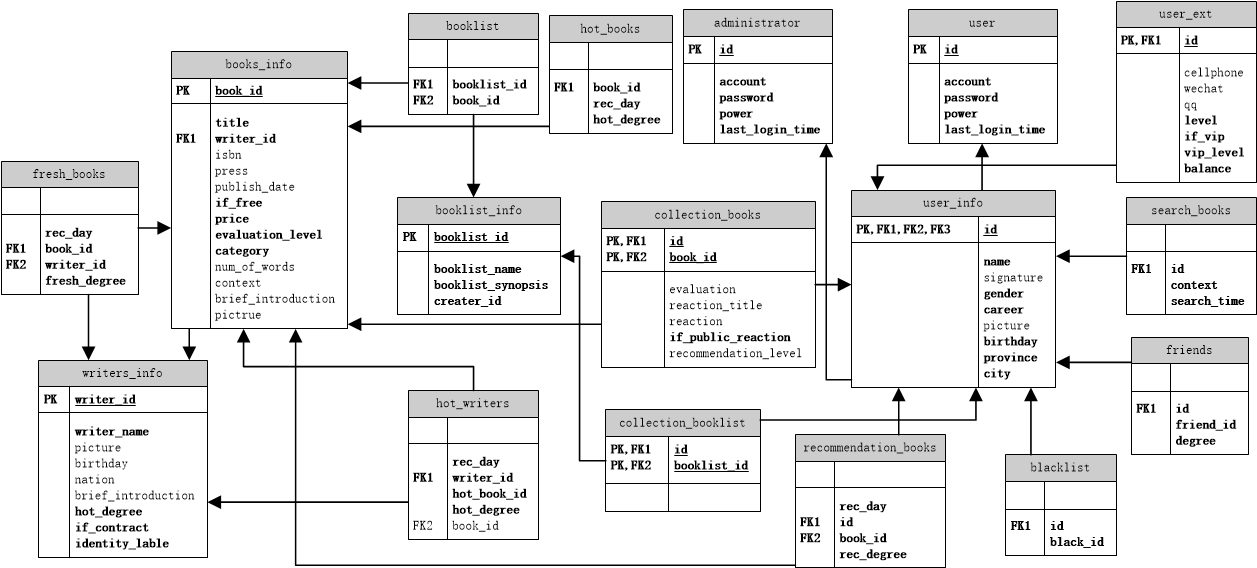 booklist
FK1 booklist_id
FK2 book_id
hot_books
FK1 book_id
rec_day
hot_degree
administrator
PK id
account
password
power
last_login_time
user
PK id
account
password
power
last_login_time
user_ext
PK, FK1 id
cellphone
wechat
qq
level
if_vip
vip_level
balance
books_info
PK book_id
title
FK1 writer_id
isbn
press
publish_date
if_free
price
evaluation_level
category
num_of_words
context
brief_introduction
pictrue
fresh_books
rec_day
FK1 book_id
FK2 writer_id
fresh_degree
booklist_info
PK booklist_id
booklist_name
booklist_synopsis
creater_id
collection_books
PK, FK1 id
PK, FK2 book_id
evaluation
reaction_title
reaction
if_public_reaction
recommendation_level
user_info
PK, FK1, FK2, FK3 id
name
signature
gender
career
picture
birthday
province
city
search_books
FK1 id
context
search_time
friends
FK1 id
friend_id
degree
writers_info
PK writer_id
writer_name
picture
birthday
nation
brief_introduction
hot_degree
if_contract
identity_lable
hot_writers
rec_day
FK1 writer_id
hot_book_id
hot_degree
FK2 book_id
collection_booklist
PK, FK1 id
PK, FK2 booklist_id
recommendation_books
rec_day
FK1 id
FK2 book_id
rec_degree
blacklist
FK1 id
black_id